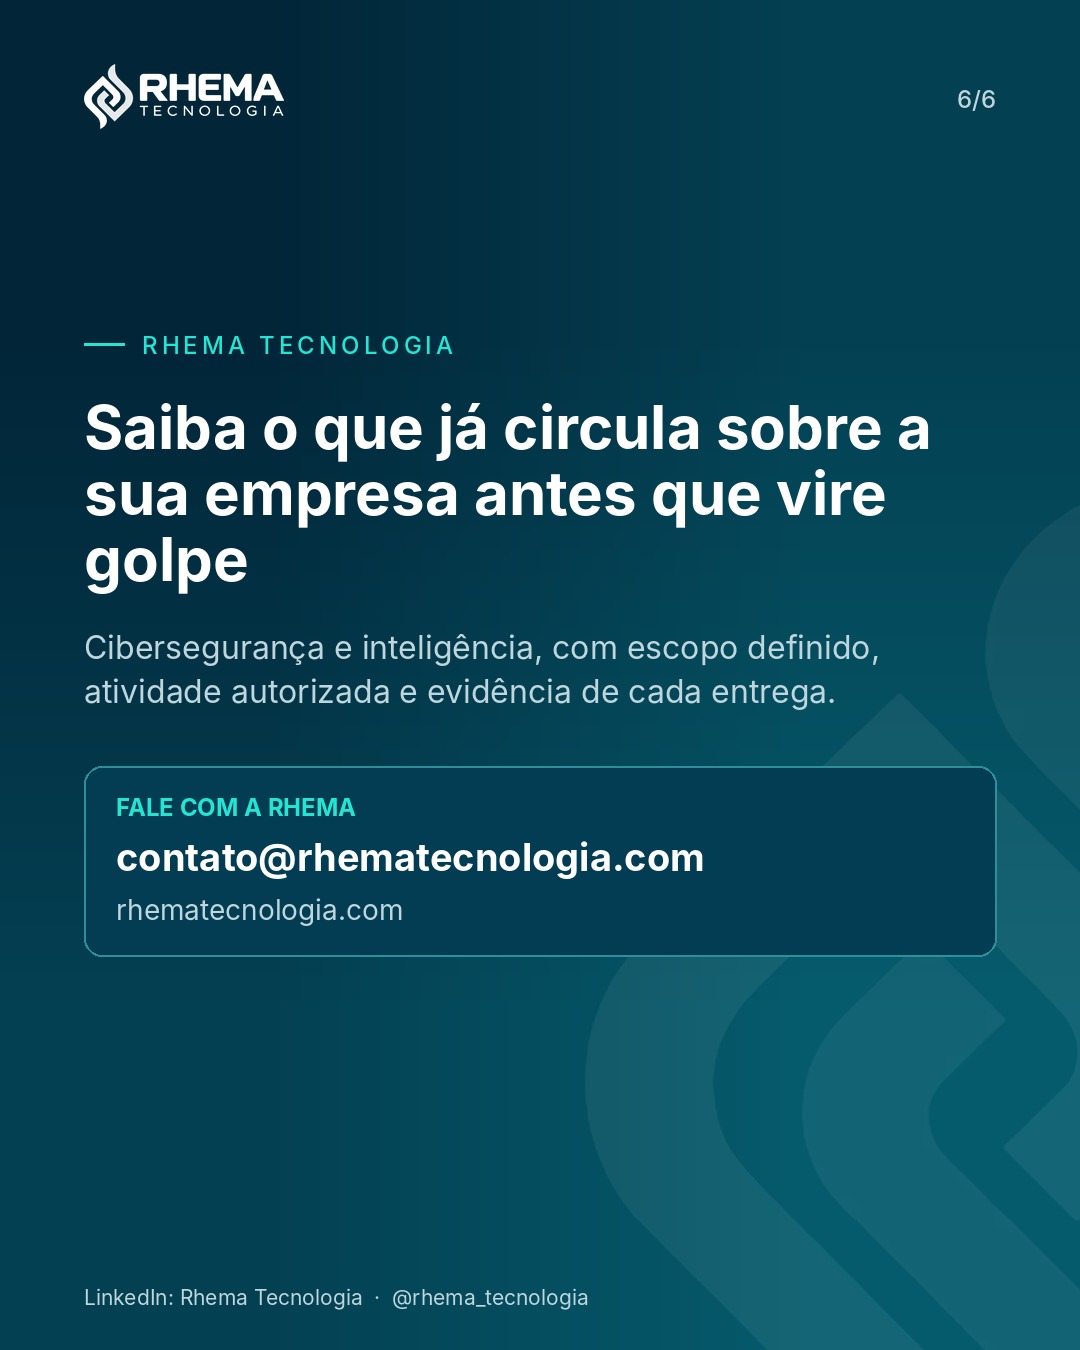 RHEMA
TECNOLOGIA
6/6
RHEMA TECNOLOGIA
Saiba o que já circula sobre a
sua empresa antes que vire
golpe
Cibersegurança e inteligência, com escopo definido,
atividade autorizada e evidência de cada entrega.
FALE COM A RHEMA
contato@rhematecnologia.com
rhematecnologia.com
LinkedIn: Rhema Tecnologia · @rhema_tecnologia